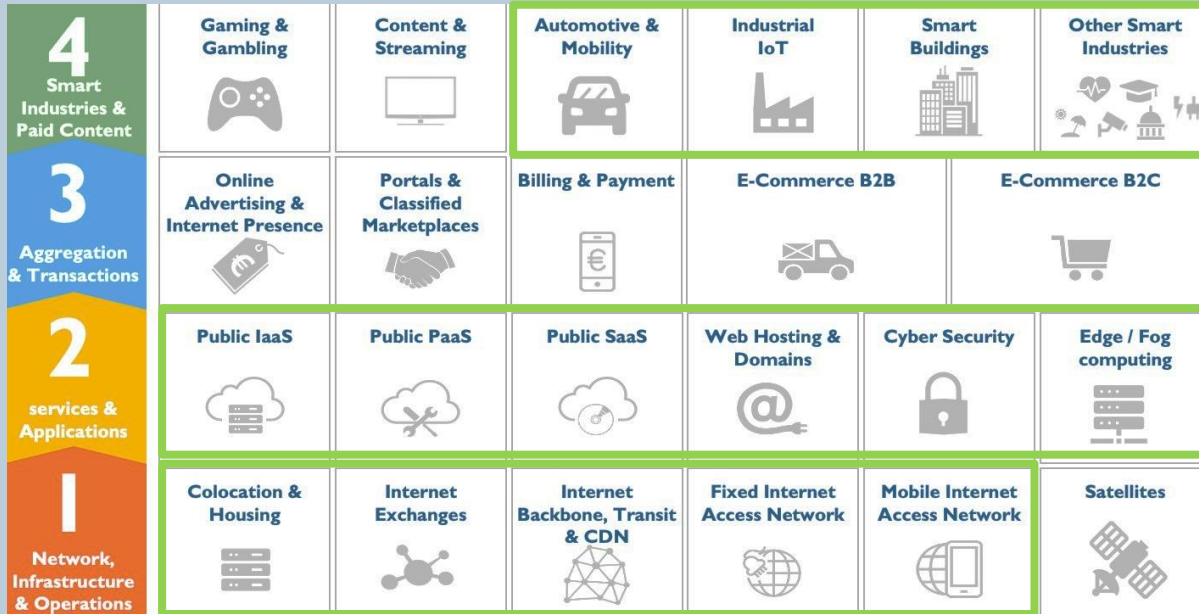 4
Smart
Industries &
Paid Content
Gaming &
Gambling
Content &
Streaming
Automotive &
Mobility
Industrial
IoT
Smart
Buildings
Other Smart
Industries
3
Aggregation
& Transactions
Online
Advertising &
Internet Presence
Portals &
Classified
Marketplaces
Billing & Payment
E-Commerce B2B
E-Commerce B2C
2
services &
Applications
Public IaaS
Public PaaS
Public SaaS
Web Hosting &
Domains
Cyber Security
Edge / Fog
computing
1
Network,
Infrastructure
& Operations
Colocation &
Housing
Internet
Exchanges
Internet
Backbone, Transit
& CDN
Fixed Internet
Access Network
Mobile Internet
Access Network
Satellites